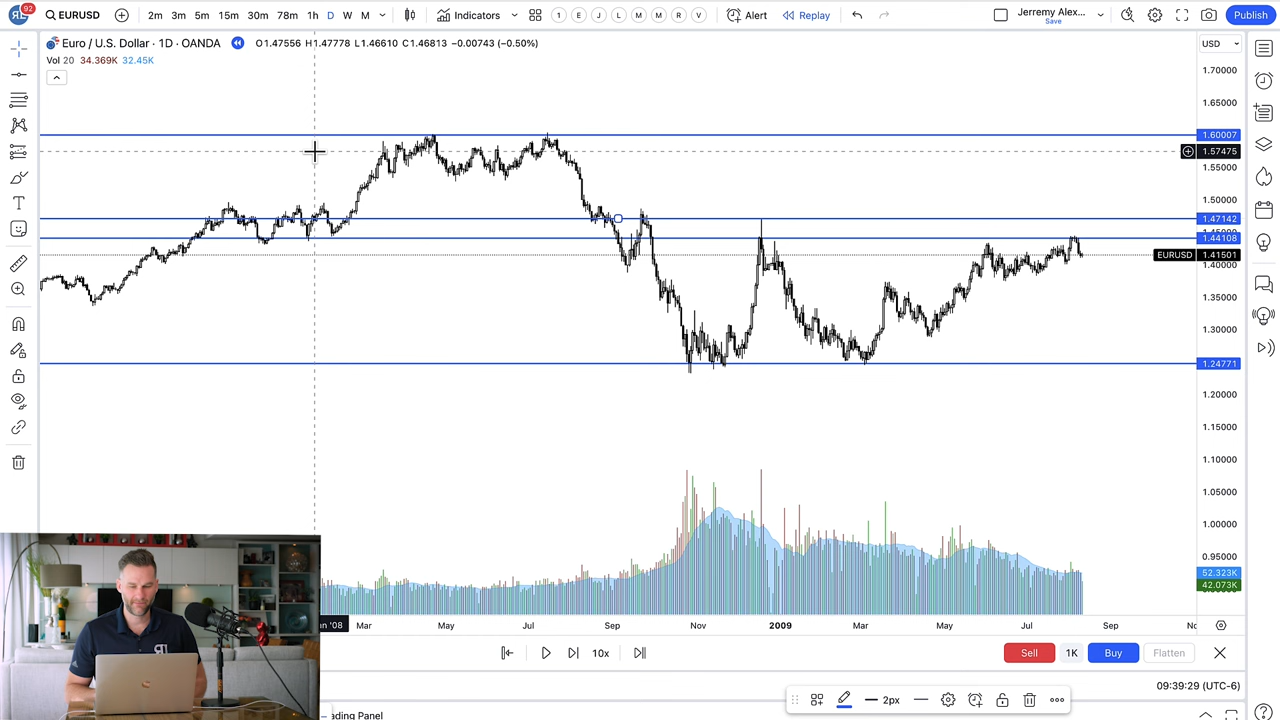 92
EURUSD
2m 3m 5m 15m 30m 78m 1h D W M
Indicators
1 E J L M M R V
Alert
Replay
Jerremy Alex...
Save
Publish
Euro / U.S. Dollar · 1D · OANDA
O1.47556 H1.47778 L1.46610 C1.46813 −0.00743 (−0.50%)
Vol 20 34.369K 32.45K
USD
1.70000
1.65000
1.60007
1.57475
1.55000
1.50000
1.47142
1.44108
EURUSD 1.41501
1.40000
1.35000
1.30000
1.24771
1.20000
1.15000
1.10000
1.05000
1.00000
0.95000
52.323K
42.073K
'08 Mar May Jul Sep Nov 2009 Mar May Jul Sep
10x
Sell 1K Buy Flatten
09:39:29 (UTC-6)
2px
ading Panel